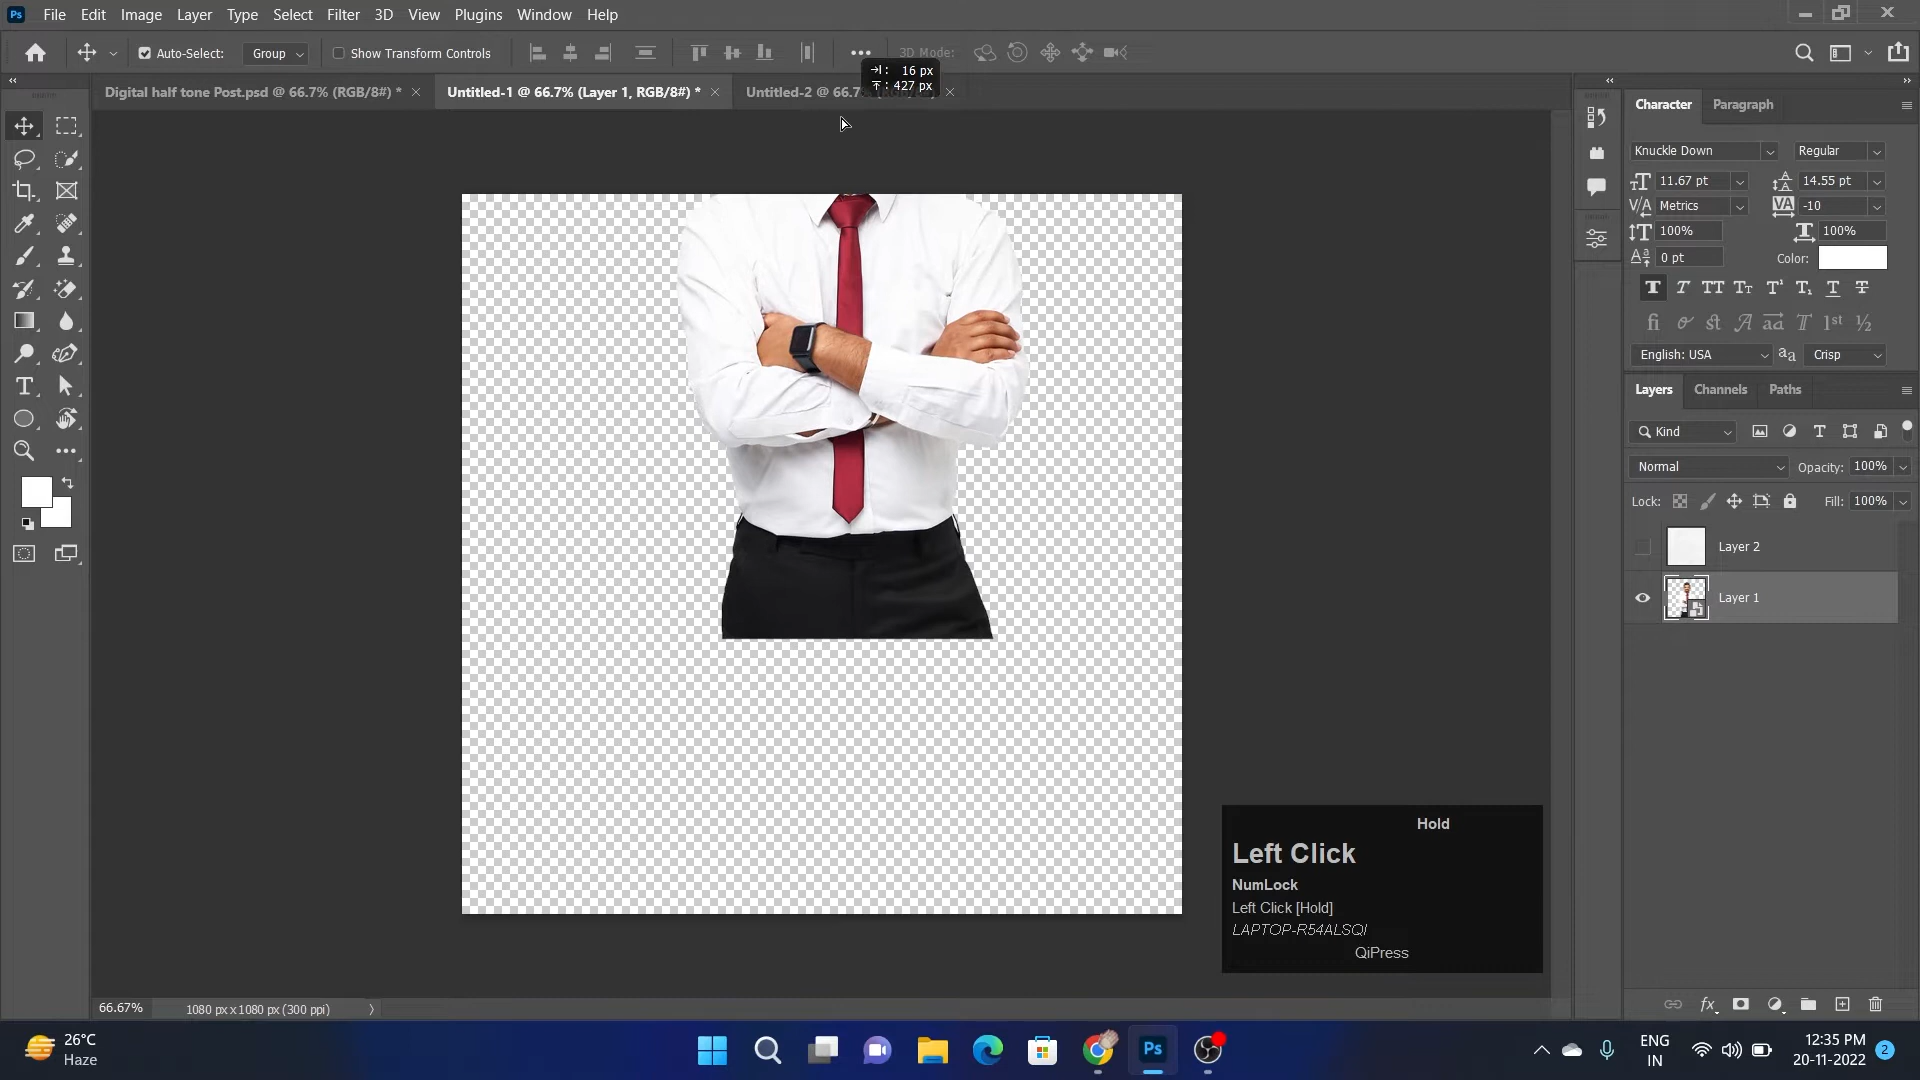 Ps File Edit Image Layer Type Select Filter 3D View Plugins Window Help
Auto-Select: Group Show Transform Controls 3D Mode:
16 px
427 px
Digital half tone Post.psd @ 66.7% (RGB/8#) * Untitled-1 @ 66.7% (Layer 1, RGB/8#) * Untitled-2 @ 66.7
Character Paragraph
Knuckle Down Regular
11.67 pt 14.55 pt
Metrics -10
100% 100%
0 pt Color:
English: USA aa Crisp
Layers Channels Paths
Kind
Normal Opacity: 100%
Lock: Fill: 100%
Layer 2
Layer 1
Hold
Left Click
NumLock
Left Click [Hold]
LAPTOP-R54ALSQI
QiPress
66.67% 1080 px x 1080 px (300 ppi)
26°C
Haze
Ps
ENG
IN
12:35 PM
20-11-2022
2